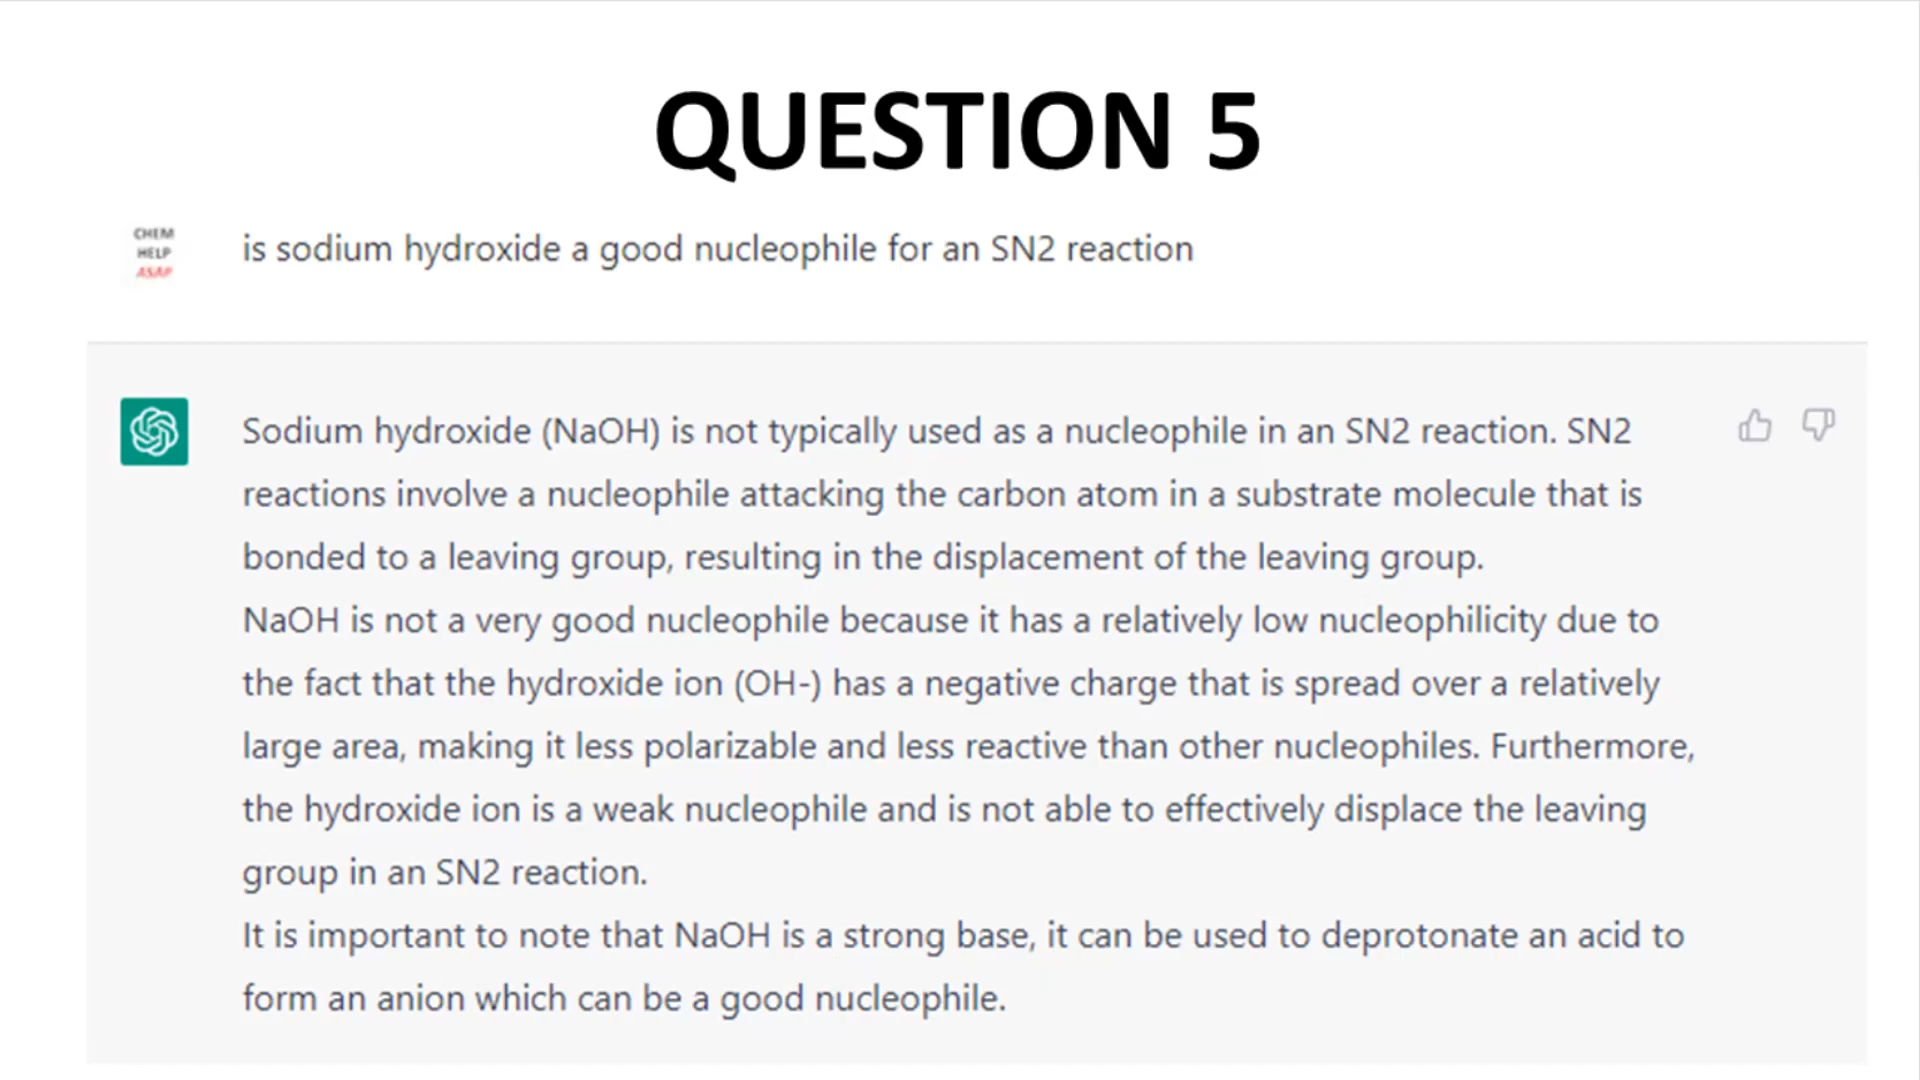 QUESTION 5
CHEM
HELP
ASAP
is sodium hydroxide a good nucleophile for an SN2 reaction
Sodium hydroxide (NaOH) is not typically used as a nucleophile in an SN2 reaction. SN2
reactions involve a nucleophile attacking the carbon atom in a substrate molecule that is
bonded to a leaving group, resulting in the displacement of the leaving group.
NaOH is not a very good nucleophile because it has a relatively low nucleophilicity due to
the fact that the hydroxide ion (OH-) has a negative charge that is spread over a relatively
large area, making it less polarizable and less reactive than other nucleophiles. Furthermore,
the hydroxide ion is a weak nucleophile and is not able to effectively displace the leaving
group in an SN2 reaction.
It is important to note that NaOH is a strong base, it can be used to deprotonate an acid to
form an anion which can be a good nucleophile.